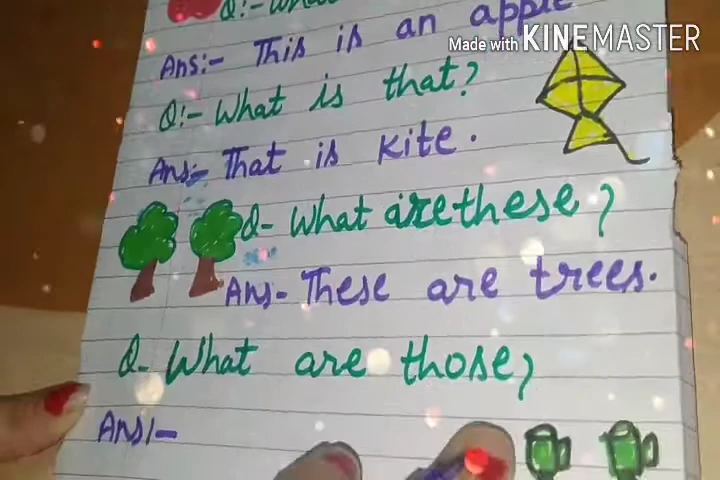 Q:- What
Made with KINEMASTER
Ans:- This is an apple
Q:- What is that?
Ans:- That is Kite.
Q- What are these?
Ans- These are trees.
Q- What are those?
Ans:-